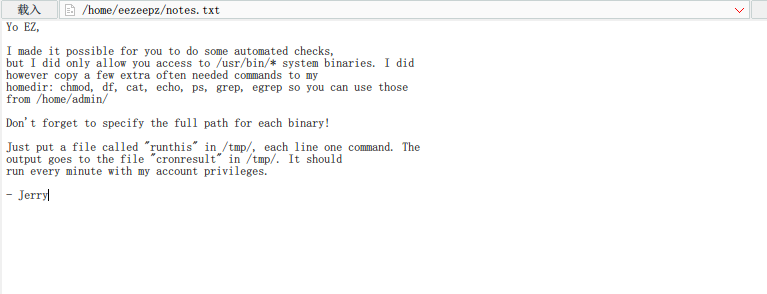 载入 /home/eezeepz/notes.txt
Yo EZ,
I made it possible for you to do some automated checks,
but I did only allow you access to /usr/bin/* system binaries. I did
however copy a few extra often needed commands to my
homedir: chmod, df, cat, echo, ps, grep, egrep so you can use those
from /home/admin/
Don't forget to specify the full path for each binary!
Just put a file called "runthis" in /tmp/, each line one command. The
output goes to the file "cronresult" in /tmp/. It should
run every minute with my account privileges.
- Jerry